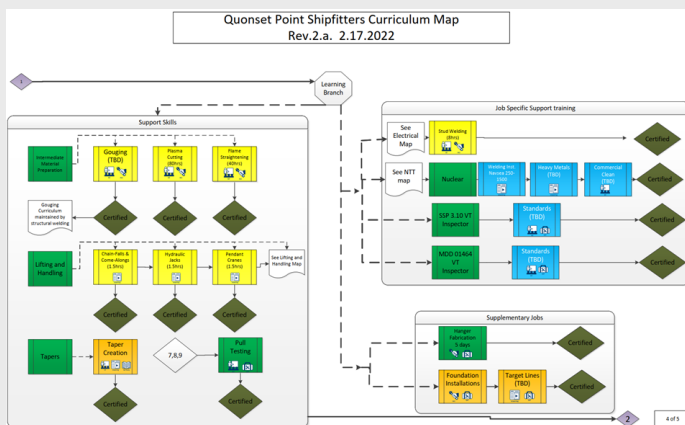 Quonset Point Shipfitters Curriculum Map
Rev.2.a. 2.17.2022
1
Learning
Branch
Support Skills
Intermediate
Material
Preparation
Gouging
(TBD)
Plasma
Cutting
(80hrs)
Flame
Straightening
(40hrs)
Gouging
Curriculum
maintained by
structural welding
Certified
Certified
Certified
Lifting and
Handling
Chain-Falls &
Come-Alongs
(1.5hrs)
Hydraulic
Jacks
(1.5hrs)
Pendant
Cranes
(1.5hrs)
See Lifting and
Handling Map
Certified
Certified
Certified
Tapers
Taper
Creation
7,8,9
Pull
Testing
Certified
Certified
Job Specific Support training
See
Electrical
Map
Stud Welding
(8hrs)
Certified
See NTT
map
Nuclear
Welding Inst.
Navsea 250-
1500
Heavy Metals
(TBD)
Commercial
Clean
(TBD)
Certified
SSP 3.10 VT
Inspector
Standards
(TBD)
Certified
MDD 01464
VT
Inspector
Standards
(TBD)
Certified
Supplementary Jobs
Hanger
Fabrication
3 days
Certified
Foundation
Installations
Target Lines
(TBD)
Certified
2
4 of 5